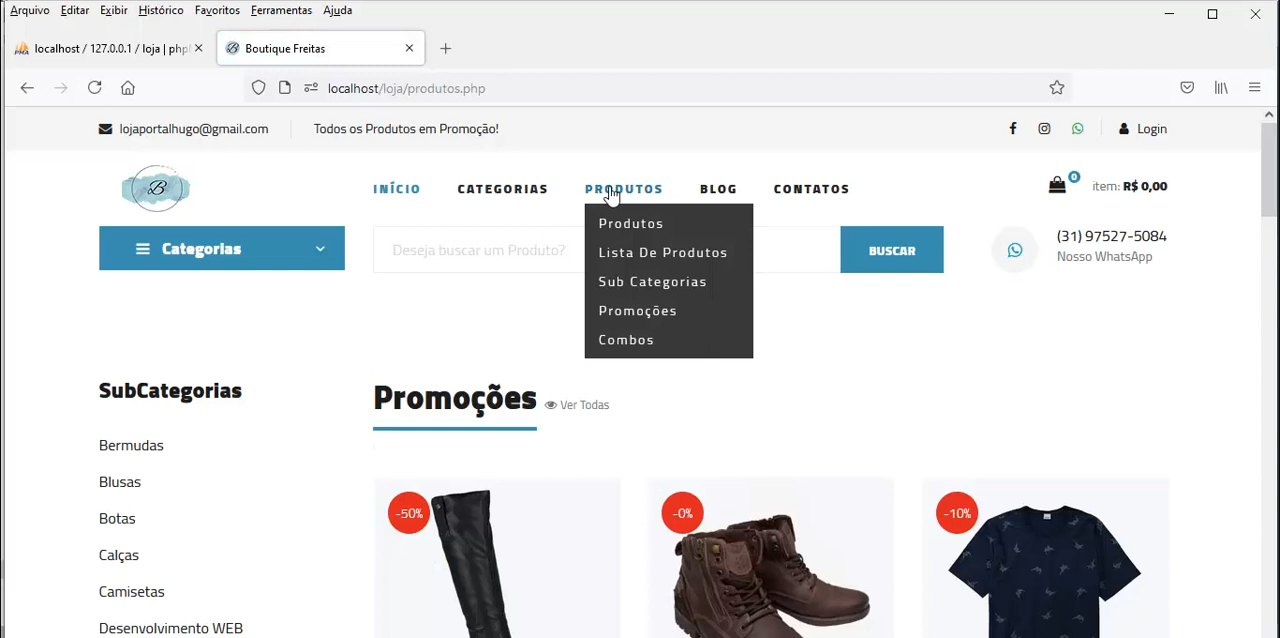 Arquivo Editar Exibir Histórico Favoritos Ferramentas Ajuda
localhost / 127.0.0.1 / loja | php
Boutique Freitas
localhost/loja/produtos.php
lojaportalhugo@gmail.com Todos os Produtos em Promoção! Login
B INÍCIO CATEGORIAS PRODUTOS BLOG CONTATOS 0 item: R$ 0,00
Produtos
Categorias Deseja buscar um Produto? BUSCAR (31) 97527-5084
Lista De Produtos Nosso WhatsApp
Sub Categorias
Promoções
Combos
SubCategorias Promoções Ver Todas
Bermudas
Blusas
-50% -0% -10%
Botas
Calças
Camisetas
Desenvolvimento WEB